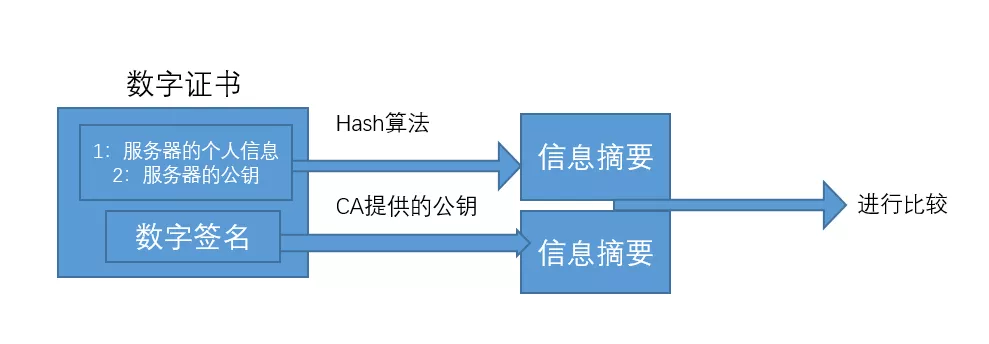 数字证书
1：服务器的个人信息
2：服务器的公钥
数字签名
Hash算法
CA提供的公钥
信息摘要
信息摘要
进行比较